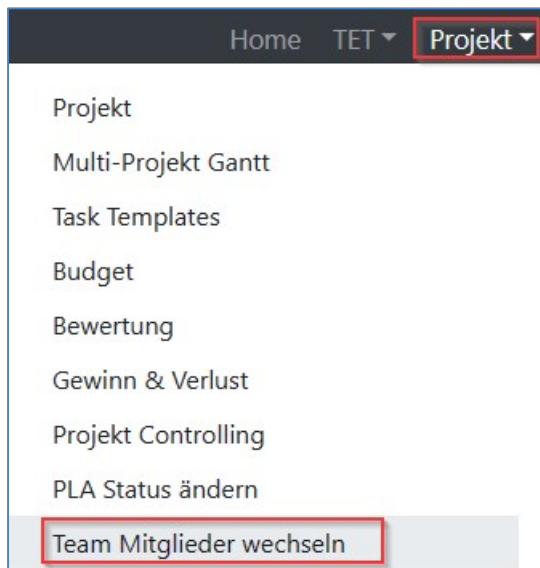 Home TET Projekt
Projekt
Multi-Projekt Gantt
Task Templates
Budget
Bewertung
Gewinn & Verlust
Projekt Controlling
PLA Status ändern
Team Mitglieder wechseln